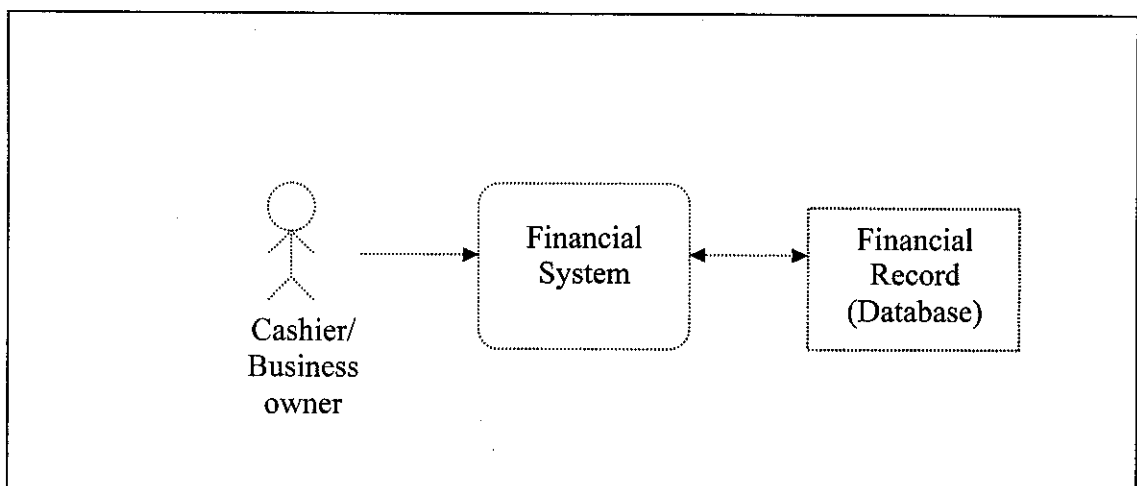 Cashier/
Business
owner
Financial
System
Financial
Record
(Database)